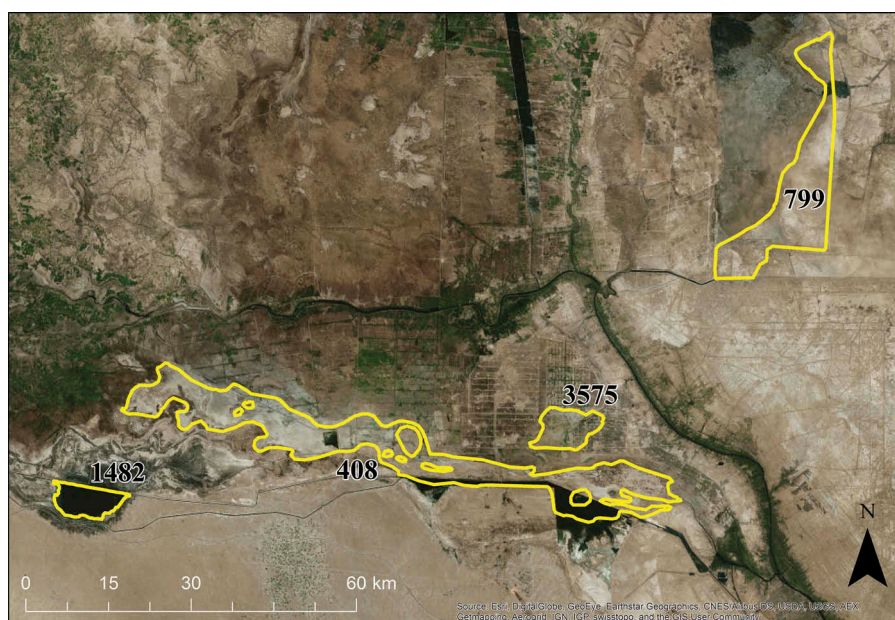 799
3575
1482
408
N
0 15 30 60 km
Source: Esri, DigitalGlobe, GeoEye, Earthstar Geographics, CNES/Airbus DS, USDA, USGS, AEX,
Getmapping, Aerogrid, IGN, IGP, swisstopo, and the GIS User Community